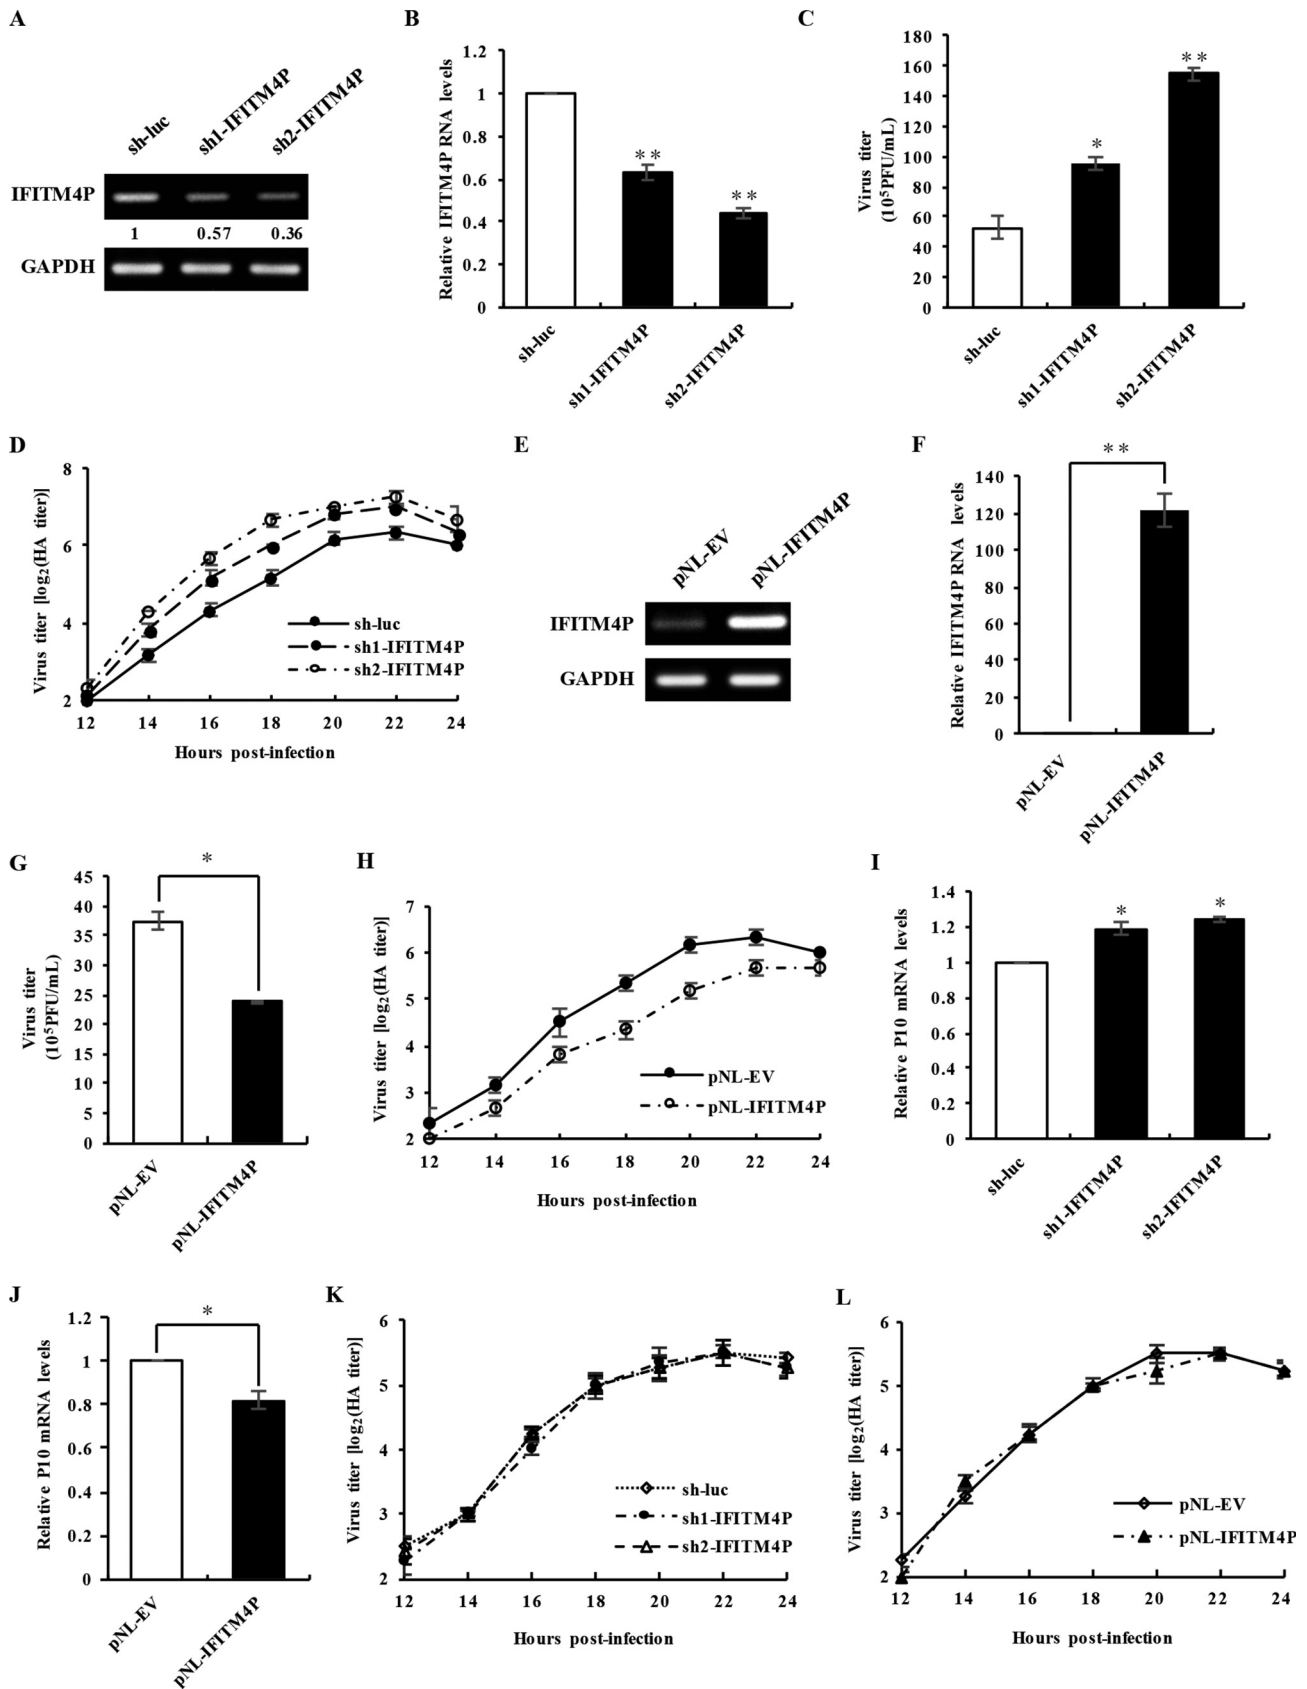 A
sh-luc
sh1-IFITM4P
sh2-IFITM4P
IFITM4P
1 0.57 0.36
GAPDH
B
Relative IFITM4P RNA levels
1.2
1
0.8
0.6
0.4
0.2
0
**
**
sh-luc
sh1-IFITM4P
sh2-IFITM4P
C
Virus titer
(10⁵PFU/mL)
180
160
140
120
100
80
60
40
20
0
*
**
sh-luc
sh1-IFITM4P
sh2-IFITM4P
D
Virus titer [log₂(HA titer)]
8
6
4
2
12 14 16 18 20 22 24
Hours post-infection
sh-luc
sh1-IFITM4P
sh2-IFITM4P
E
pNL-EV
pNL-IFITM4P
IFITM4P
GAPDH
F
Relative IFITM4P RNA levels
140
120
100
80
60
40
20
0
**
pNL-EV
pNL-IFITM4P
G
Virus titer
(10⁵PFU/mL)
45
40
35
30
25
20
15
10
5
0
*
pNL-EV
pNL-IFITM4P
H
Virus titer [log₂(HA titer)]
7
6
5
4
3
2
12 14 16 18 20 22 24
Hours post-infection
pNL-EV
pNL-IFITM4P
I
Relative P10 mRNA levels
1.4
1.2
1
0.8
0.6
0.4
0.2
0
*
*
sh-luc
sh1-IFITM4P
sh2-IFITM4P
J
Relative P10 mRNA levels
1.2
1
0.8
0.6
0.4
0.2
0
*
pNL-EV
pNL-IFITM4P
K
Virus titer [log₂(HA titer)]
6
5
4
3
2
12 14 16 18 20 22 24
Hours post-infection
sh-luc
sh1-IFITM4P
sh2-IFITM4P
L
Virus titer [log₂(HA titer)]
6
5
4
3
2
12 14 16 18 20 22 24
Hours post-infection
pNL-EV
pNL-IFITM4P